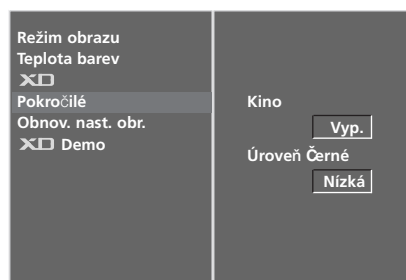 Režim obrazu
Teplota barev
XD
Pokročilé
Obnov. nast. obr.
XD Demo
Kino
Vyp.
Úroveň Černé
Nízká